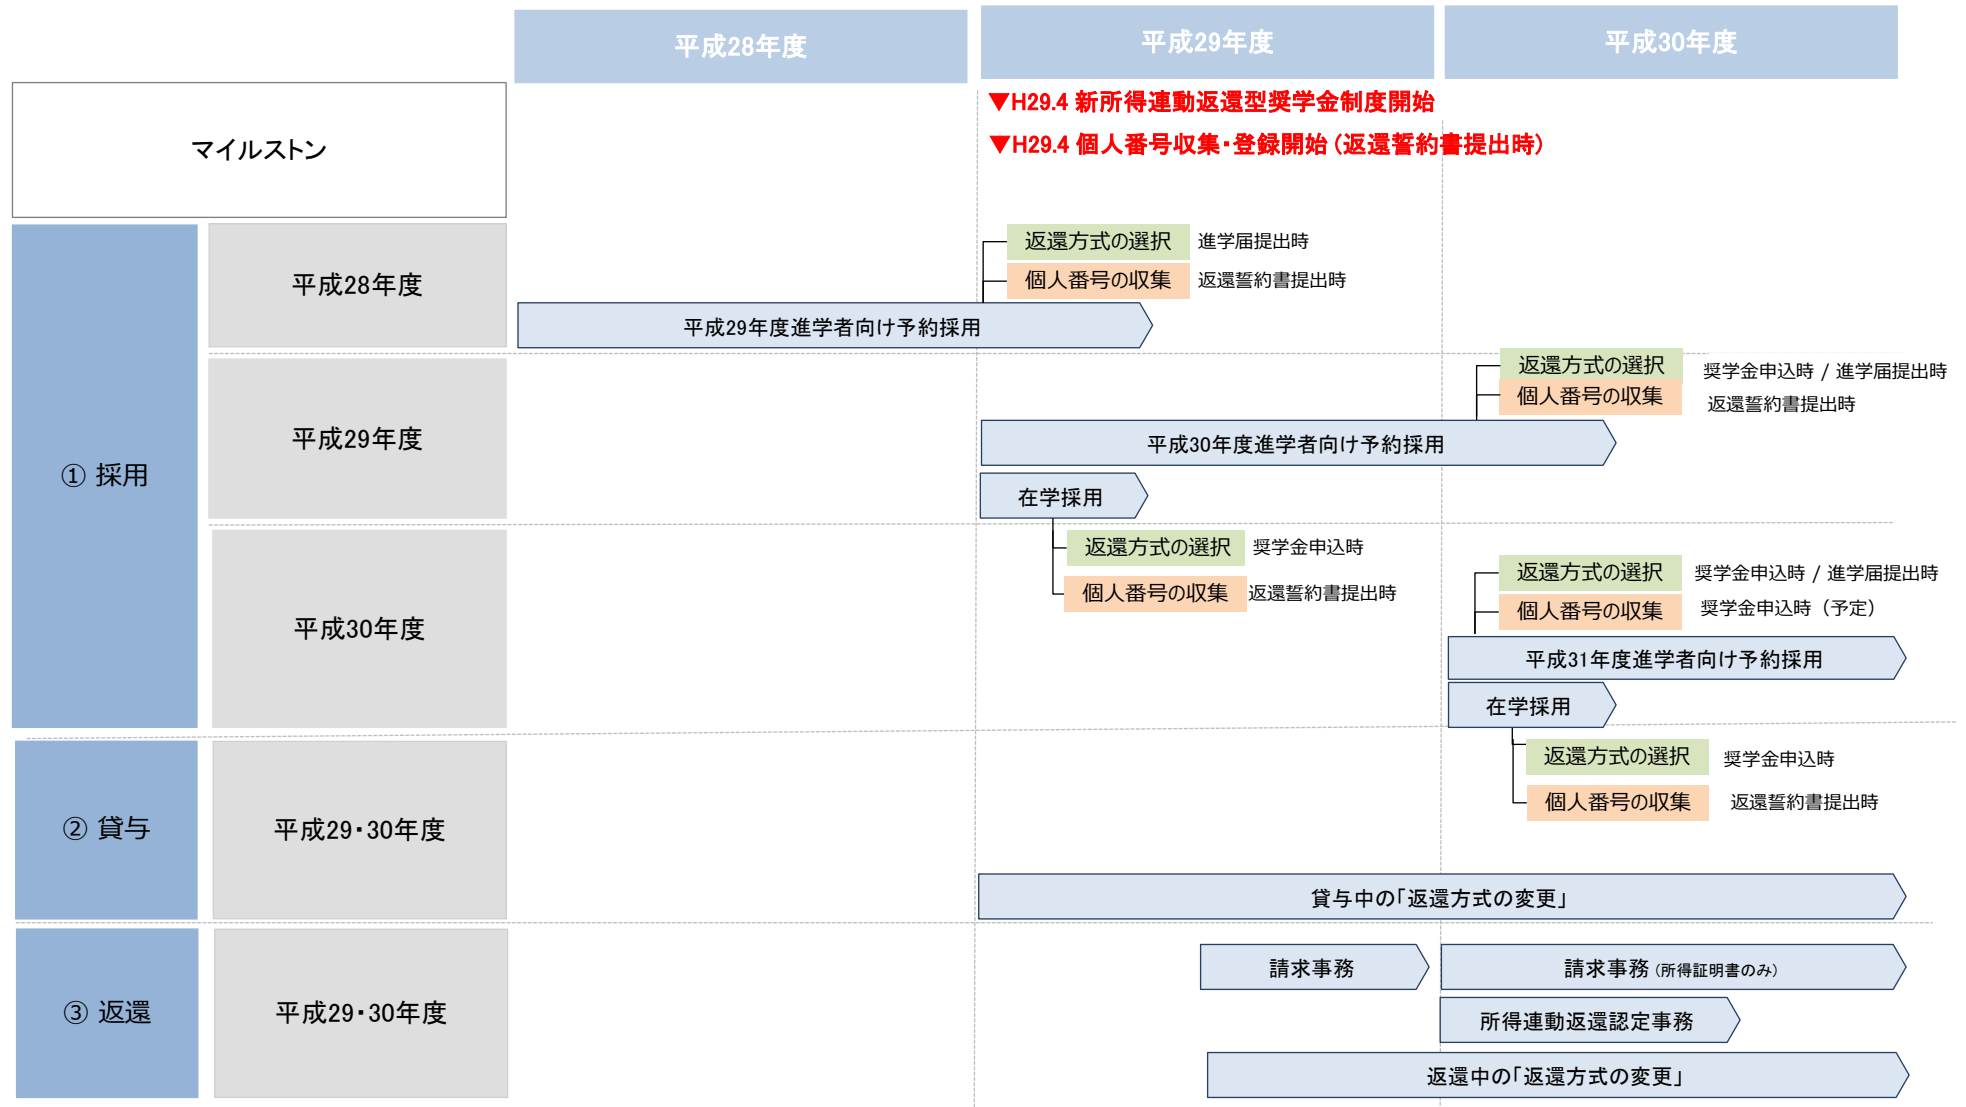 平成28年度
平成29年度
平成30年度
マイルストン
▼H29.4 新所得連動返還型奨学金制度開始
▼H29.4 個人番号収集・登録開始（返還誓約書提出時）
① 採用
平成28年度
返還方式の選択 進学届提出時
個人番号の収集 返還誓約書提出時
平成29年度進学者向け予約採用
平成29年度
返還方式の選択 奨学金申込時 / 進学届提出時
個人番号の収集 返還誓約書提出時
平成30年度進学者向け予約採用
在学採用
返還方式の選択 奨学金申込時
個人番号の収集 返還誓約書提出時
平成30年度
返還方式の選択 奨学金申込時 / 進学届提出時
個人番号の収集 奨学金申込時（予定）
平成31年度進学者向け予約採用
在学採用
返還方式の選択 奨学金申込時
個人番号の収集 返還誓約書提出時
② 貸与
平成29・30年度
貸与中の「返還方式の変更」
③ 返還
平成29・30年度
請求事務
請求事務（所得証明書のみ）
所得連動返還認定事務
返還中の「返還方式の変更」